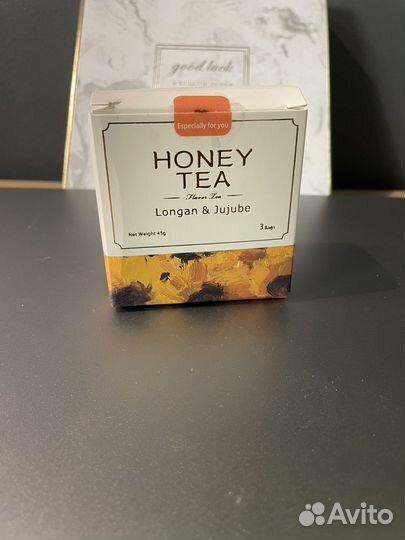 good luck
Especially for you
HONEY
TEA
Flavor Tea
Longan & Jujube
Net Weight 45g
3 Bags
Avito